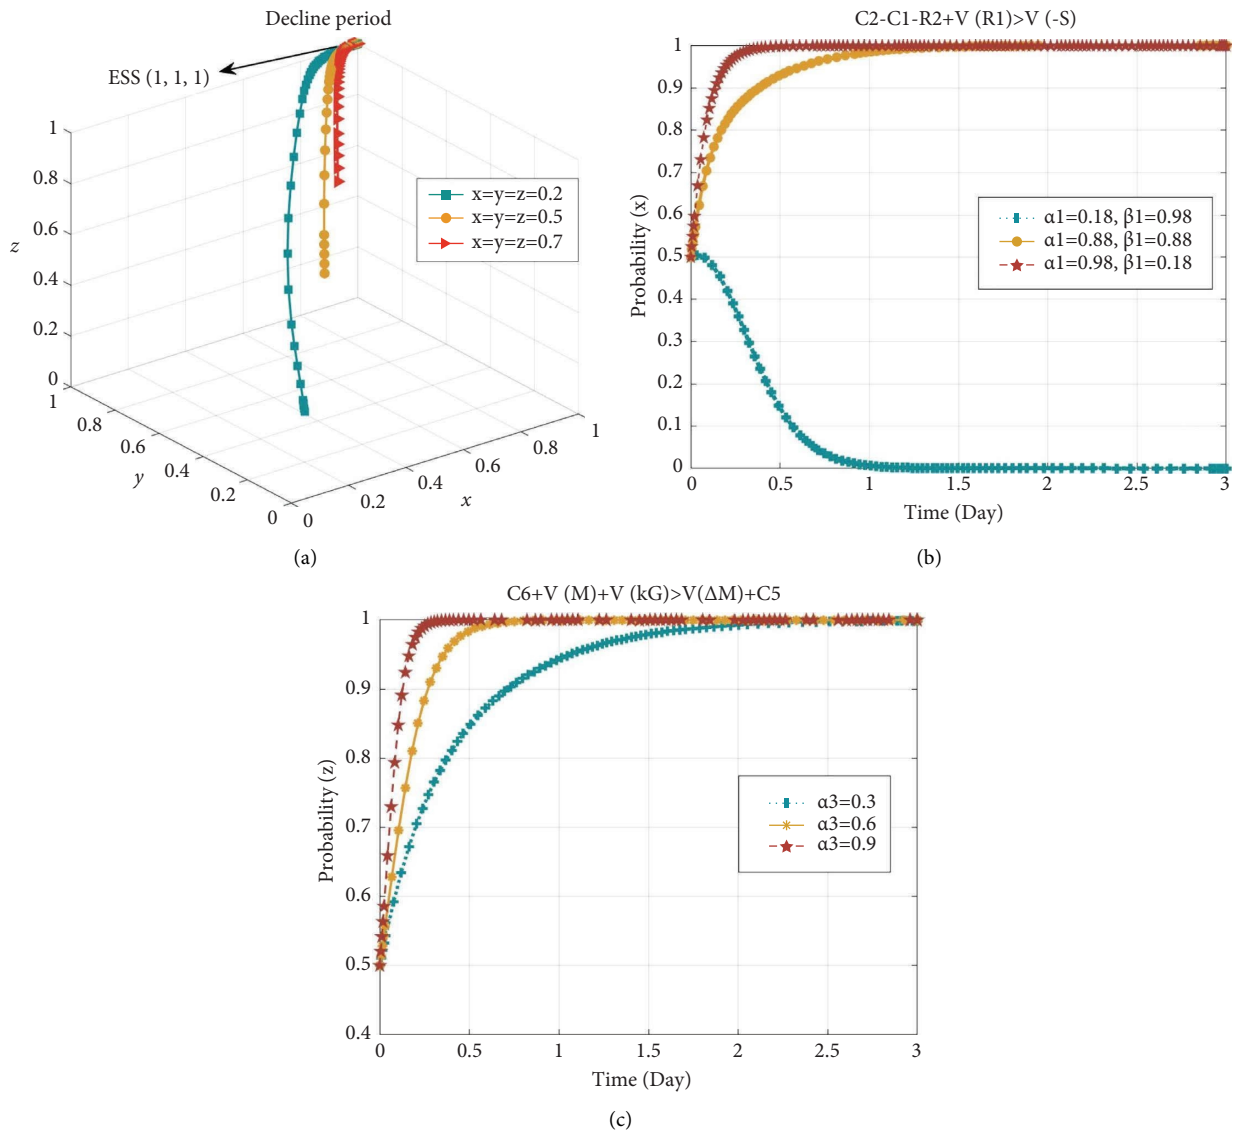 Decline period
ESS (1, 1, 1)
1
0.8
0.6
0.4
0.2
0
z
1
0.8
0.6
0.4
0.2
0
y
0
0.2
0.4
0.6
0.8
1
x
x=y=z=0.2
x=y=z=0.5
x=y=z=0.7
(a)
C2-C1-R2+V (R1)>V (-S)
1
0.9
0.8
0.7
0.6
0.5
0.4
0.3
0.2
0.1
0
Probability (x)
α1=0.18, β1=0.98
α1=0.88, β1=0.88
α1=0.98, β1=0.18
0 0.5 1 1.5 2 2.5 3
Time (Day)
(b)
C6+V (M)+V (kG)>V(ΔM)+C5
1
0.9
0.8
0.7
0.6
0.5
0.4
Probability (z)
α3=0.3
α3=0.6
α3=0.9
0 0.5 1 1.5 2 2.5 3
Time (Day)
(c)